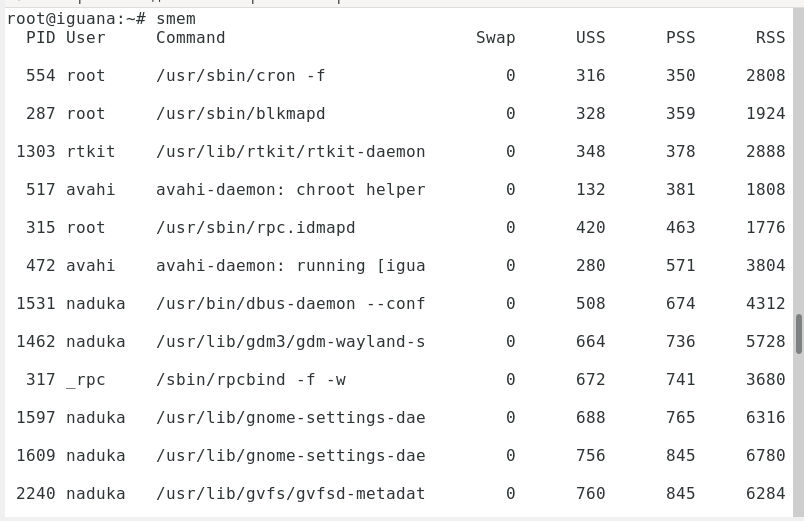 root@iguana:~# smem
PID User Command Swap USS PSS RSS
554 root /usr/sbin/cron -f 0 316 350 2808
287 root /usr/sbin/blkmapd 0 328 359 1924
1303 rtkit /usr/lib/rtkit/rtkit-daemon 0 348 378 2888
517 avahi avahi-daemon: chroot helper 0 132 381 1808
315 root /usr/sbin/rpc.idmapd 0 420 463 1776
472 avahi avahi-daemon: running [igua 0 280 571 3804
1531 naduka /usr/bin/dbus-daemon --conf 0 508 674 4312
1462 naduka /usr/lib/gdm3/gdm-wayland-s 0 664 736 5728
317 _rpc /sbin/rpcbind -f -w 0 672 741 3680
1597 naduka /usr/lib/gnome-settings-dae 0 688 765 6316
1609 naduka /usr/lib/gnome-settings-dae 0 756 845 6780
2240 naduka /usr/lib/gvfs/gvfsd-metadat 0 760 845 6284